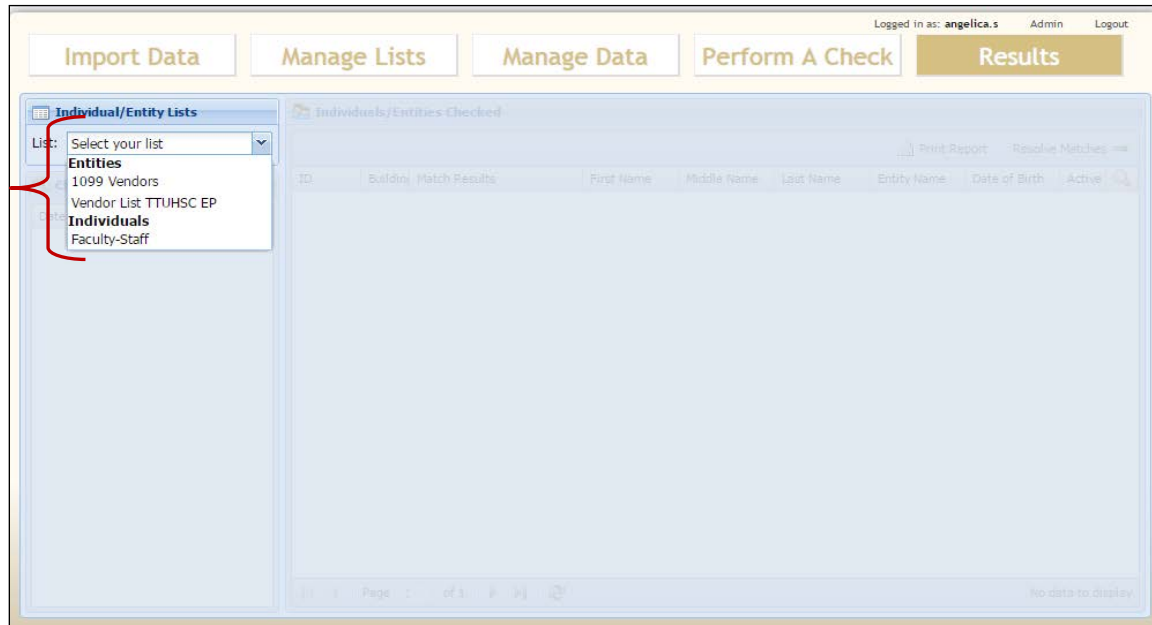 Logged in as: angelica.s Admin Logout
Import Data Manage Lists Manage Data Perform A Check Results
Individual/Entity Lists
Individuals/Entities Checked
List: Select your list
Print Report Resolve Matches
Entities
1099 Vendors
Vendor List TTUHSC EP
Individuals
Faculty-Staff
ID Building Match Results First Name Middle Name Last Name Entity Name Date of Birth Active
Date
Page of 1
No data to display